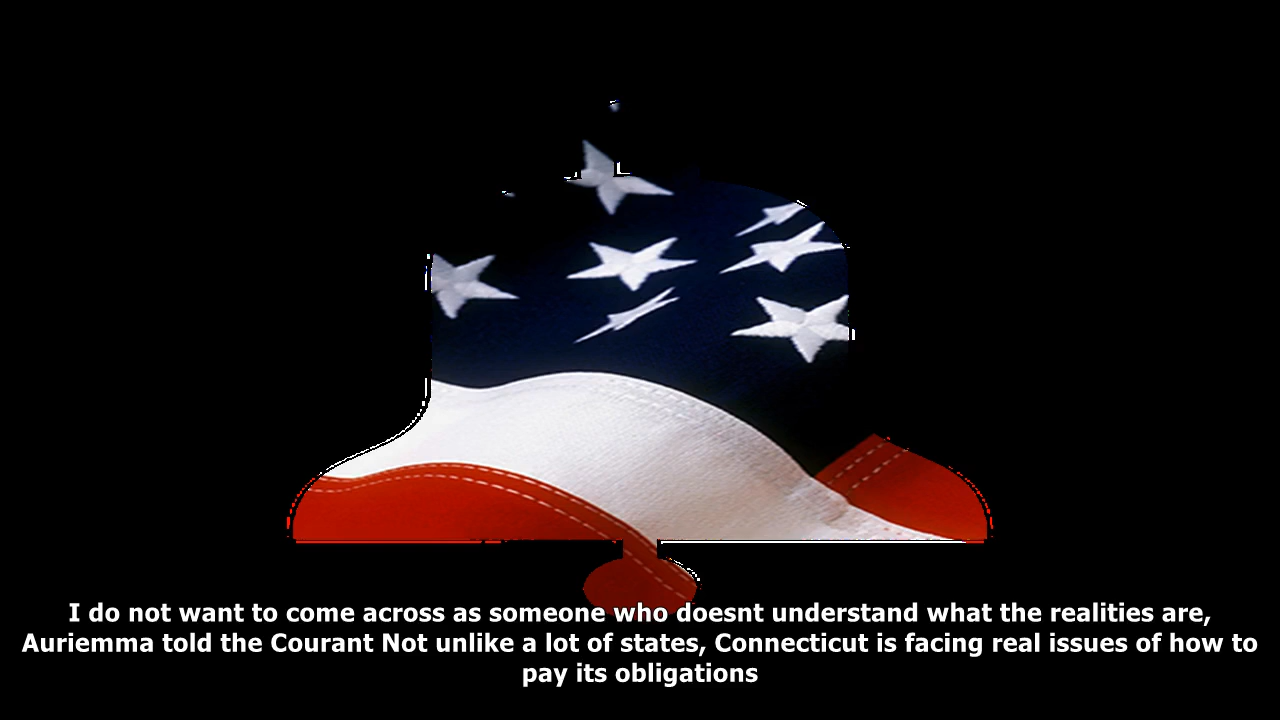 I do not want to come across as someone who doesnt understand what the realities are,
Auriemma told the Courant Not unlike a lot of states, Connecticut is facing real issues of how to
pay its obligations